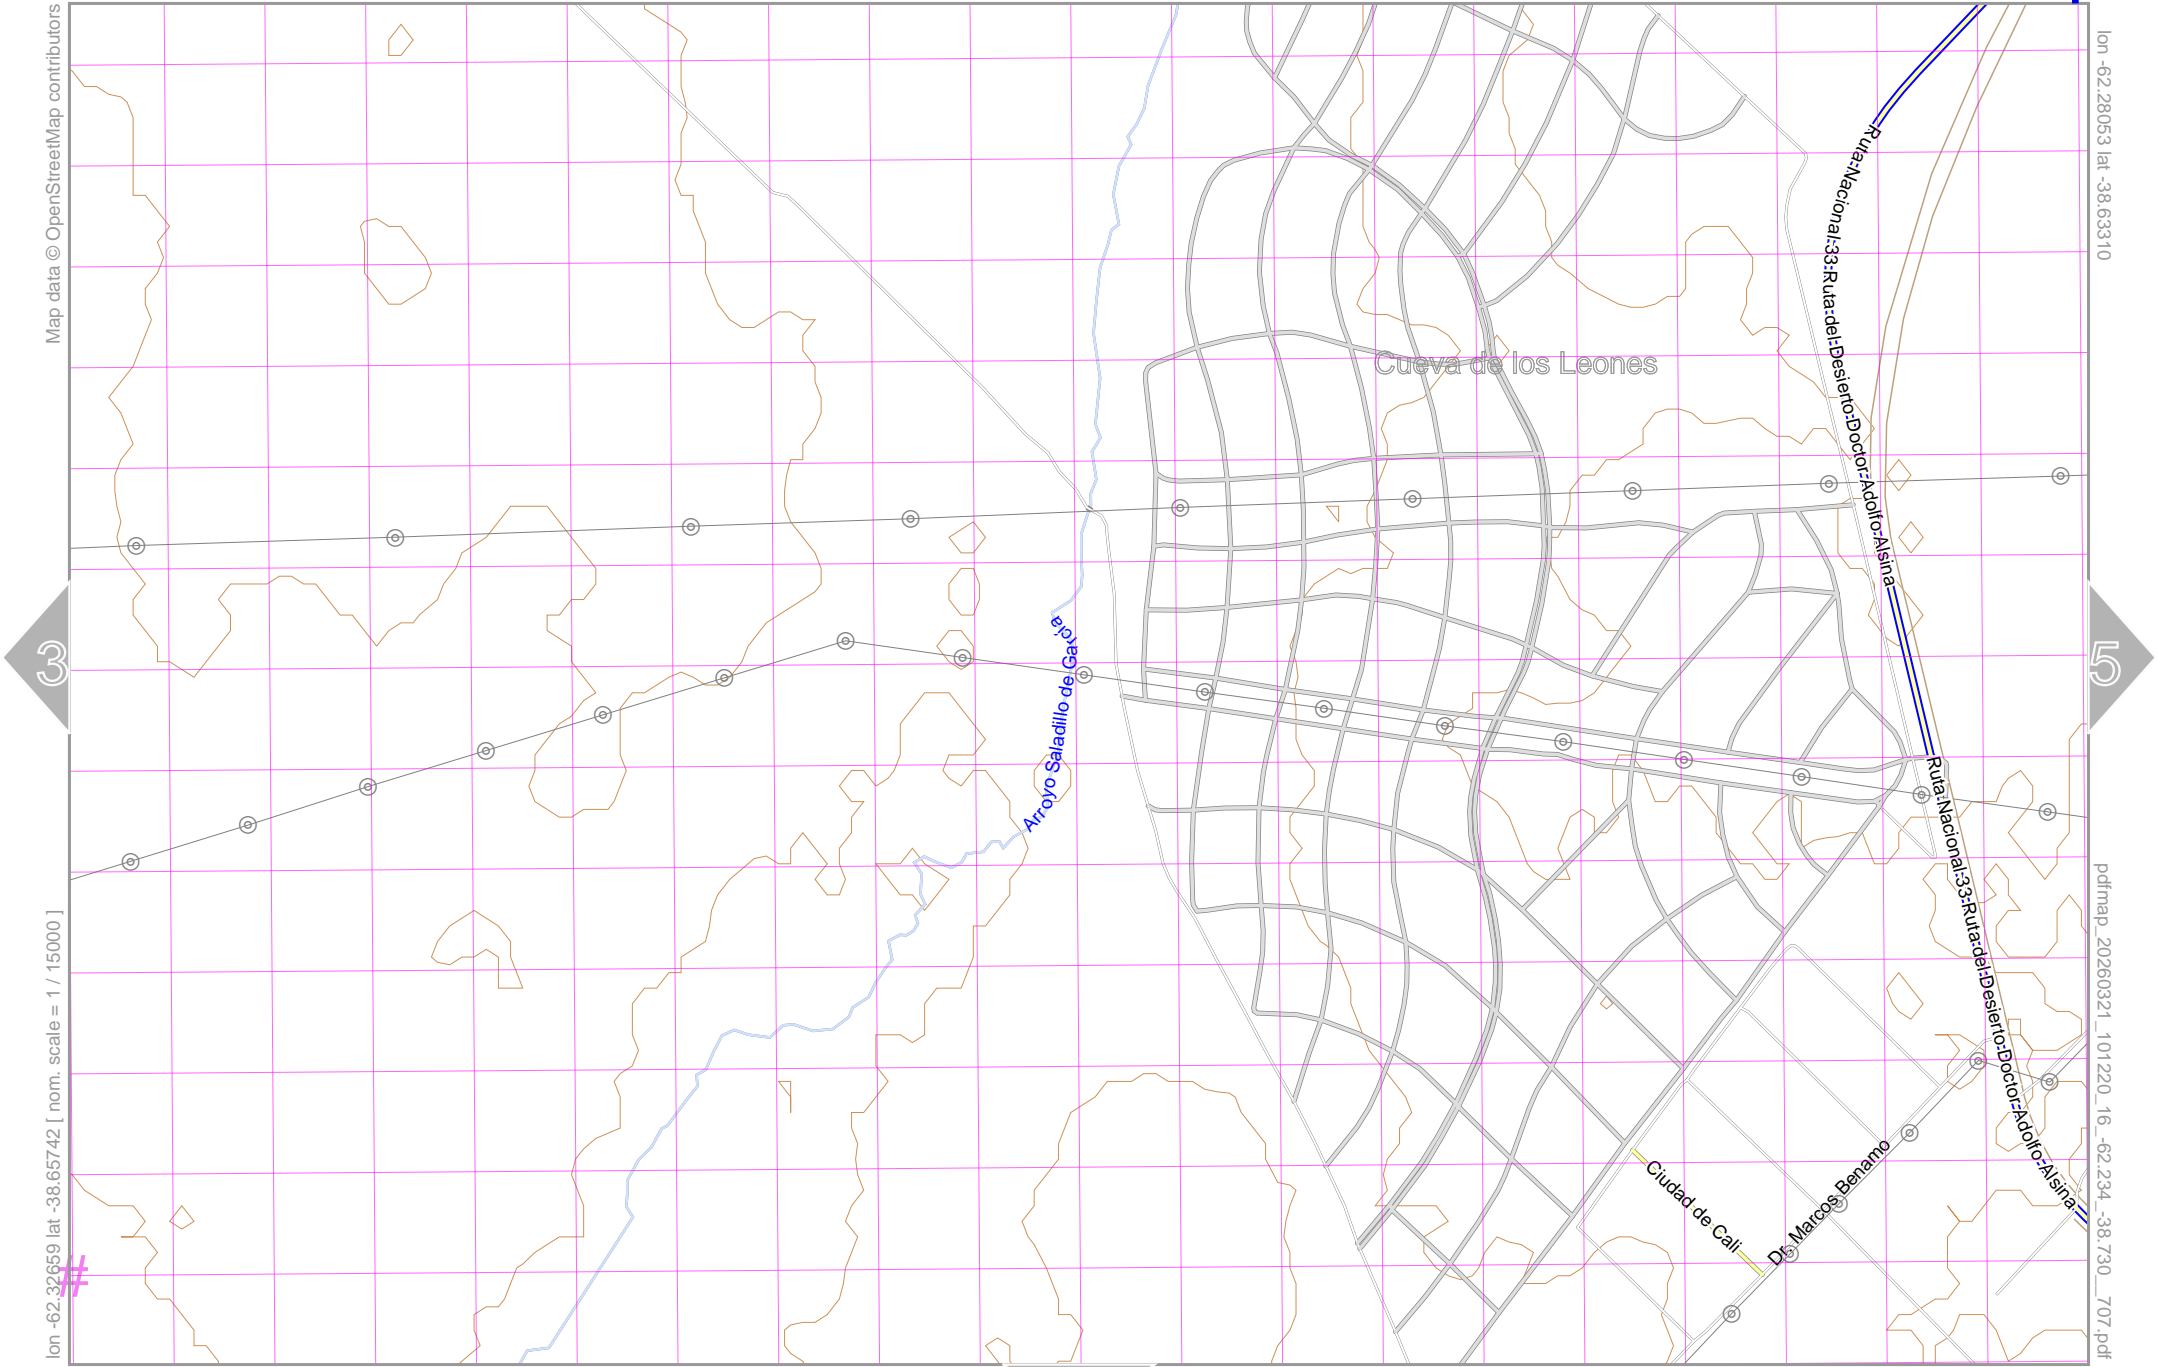 Map data © OpenStreetMap contributors
lon -62.32659 lat -38.65742 [ nom. scale = 1 / 15000 ]
lon -62.28053 lat -38.63310
pdfmap_20260321_101220_16_-62.234_-38.730__707.pdf
3
5
#
Cueva de los Leones
Arroyo Saladillo de García
Ruta Nacional 33 Ruta del Desierto Doctor Adolfo Alsina
Ruta Nacional 33 Ruta del Desierto Doctor Adolfo Alsina
Ciudad de Cali
Dr. Marcos Benamo